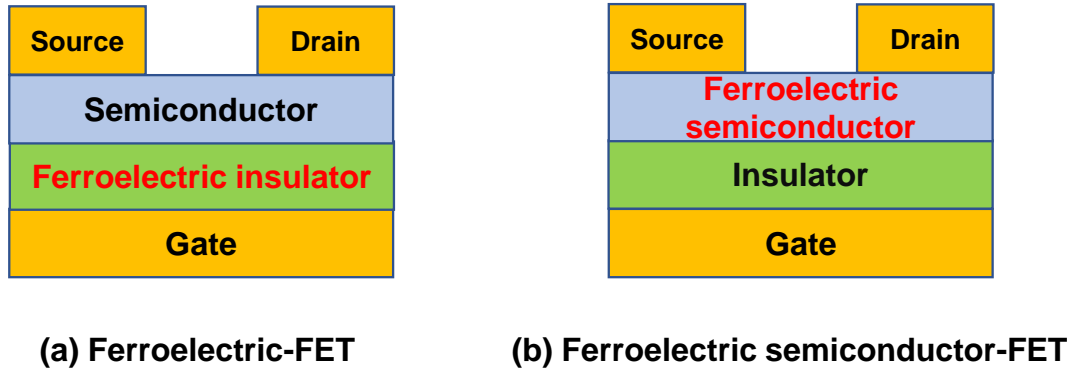 Source
Drain
Semiconductor
Ferroelectric insulator
Gate
(a) Ferroelectric-FET
Source
Drain
Ferroelectric
semiconductor
Insulator
Gate
(b) Ferroelectric semiconductor-FET